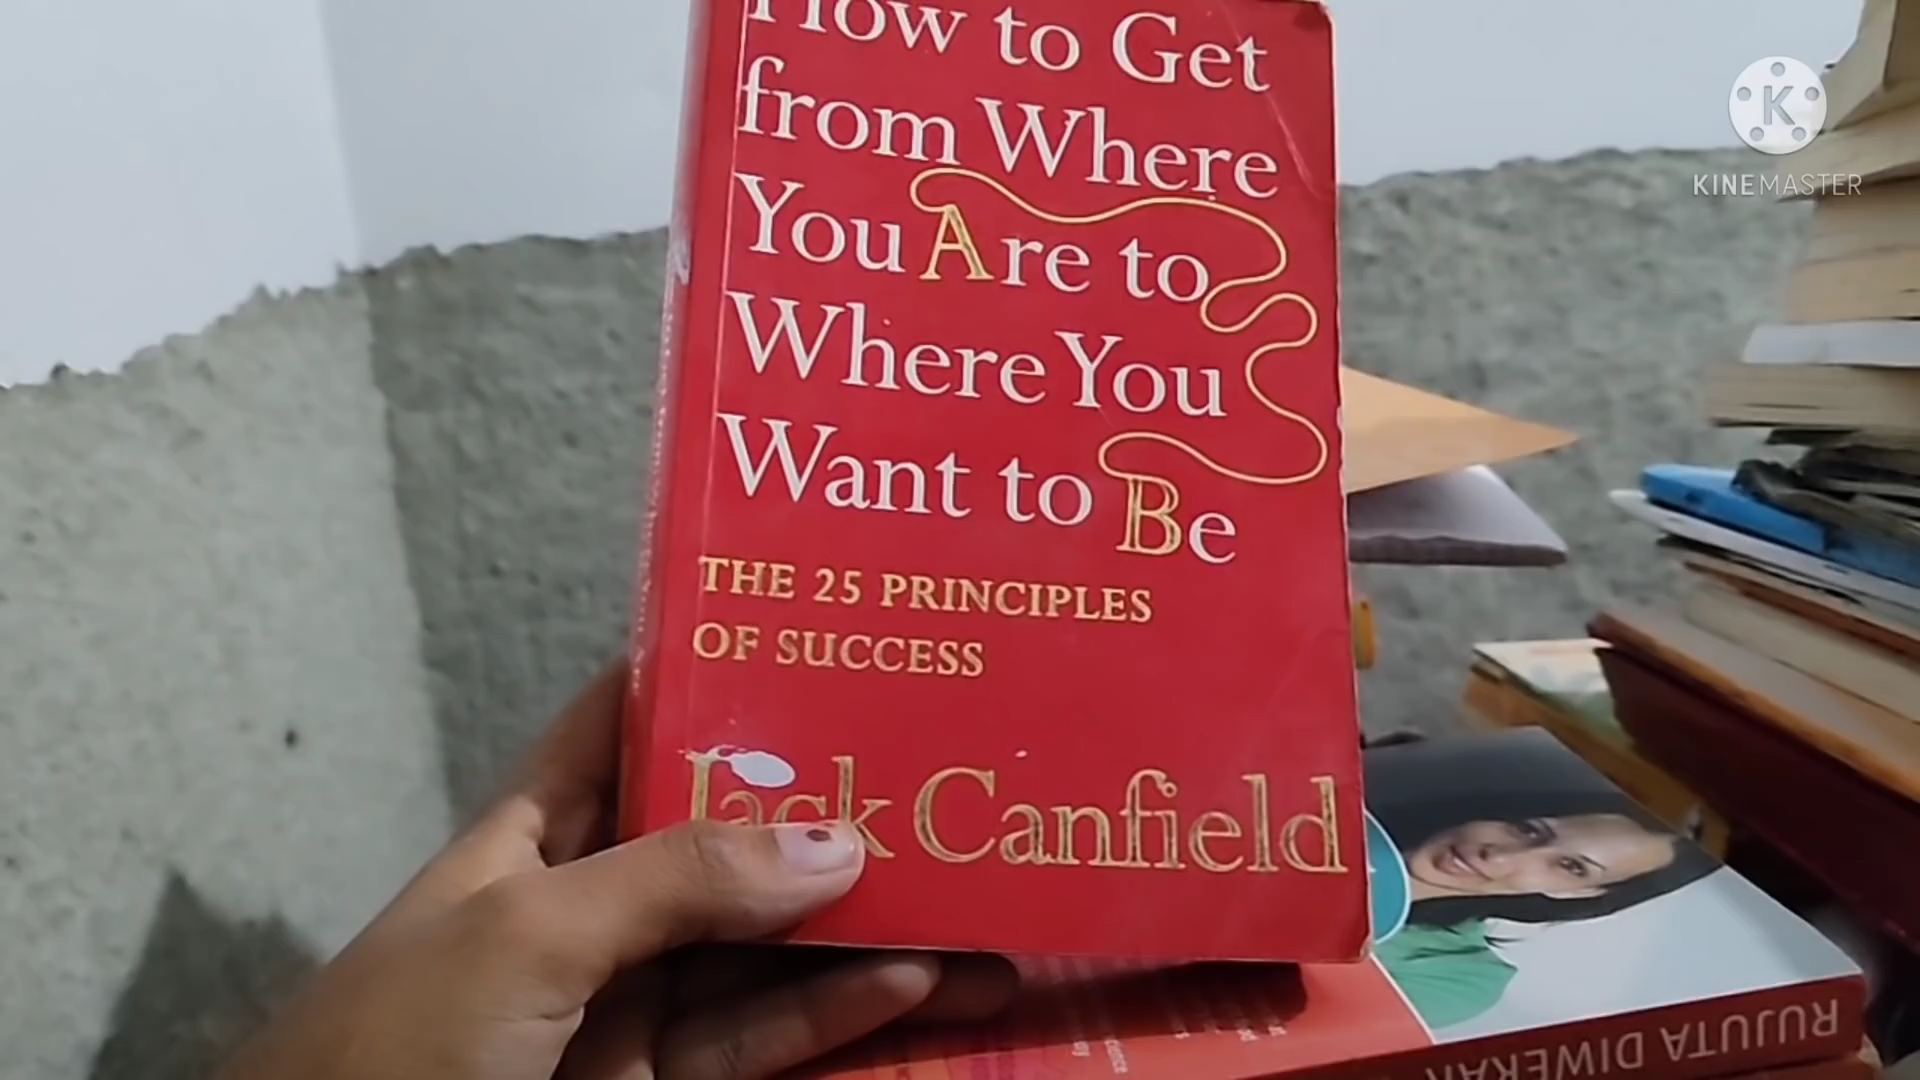 How to Get
from Where
You Are to
Where You
Want to Be
THE 25 PRINCIPLES
OF SUCCESS
Jack Canfield
KINEMASTER
RUJUTA DIWEKAR